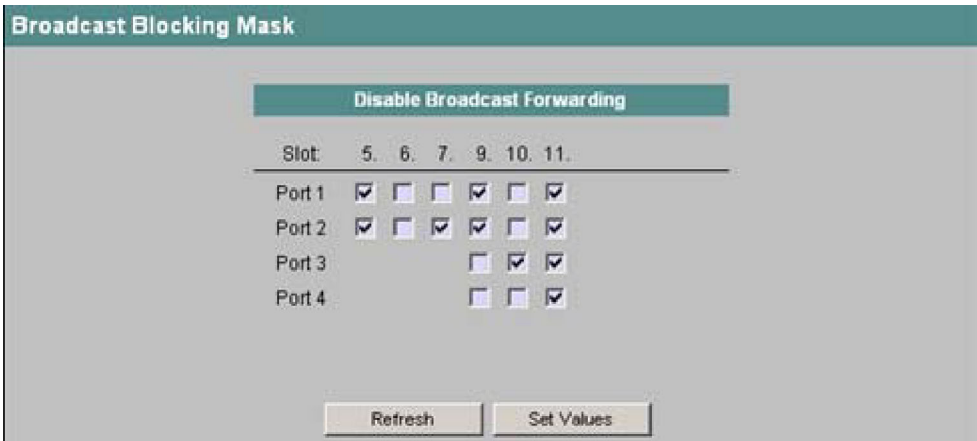 Broadcast Blocking Mask
Disable Broadcast Forwarding
Slot: 5. 6. 7. 9. 10. 11.
Port 1
Port 2
Port 3
Port 4
Refresh Set Values